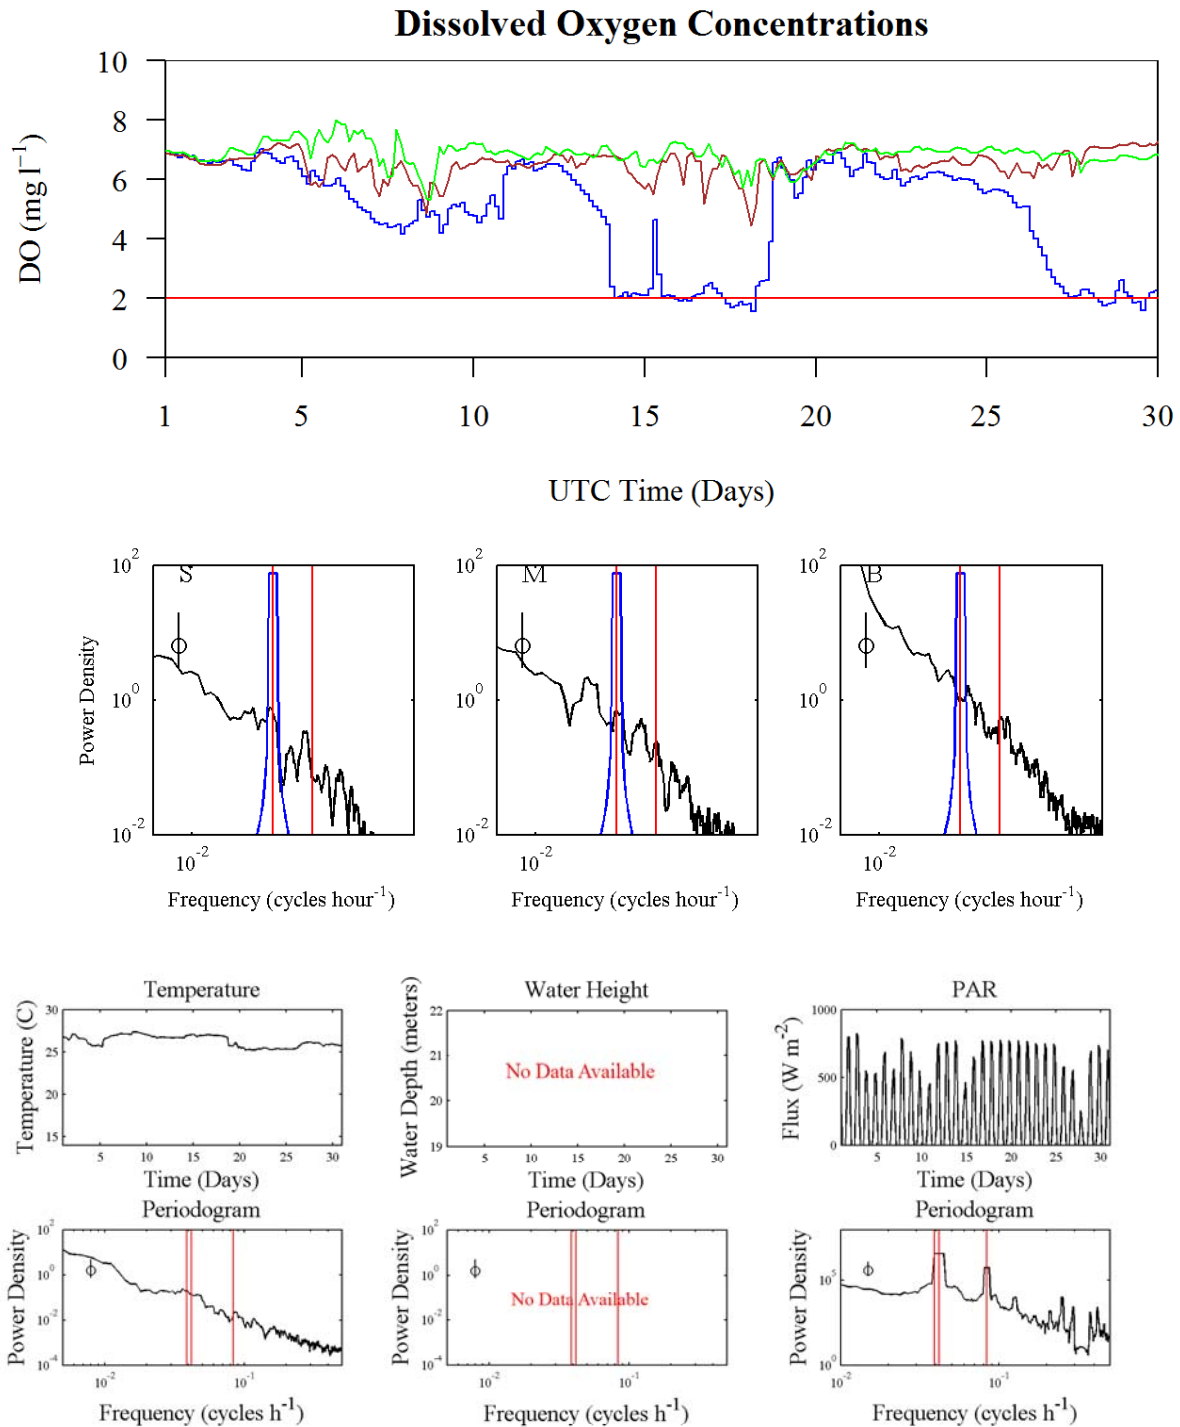 Dissolved Oxygen Concentrations
DO (mg l⁻¹)
10
8
6
4
2
0
1 5 10 15 20 25 30
UTC Time (Days)
Power Density
10² S 10² M 10² B
10⁰ 10⁰ 10⁰
10⁻² 10⁻² 10⁻²
10⁻² 10⁻² 10⁻²
Frequency (cycles hour⁻¹) Frequency (cycles hour⁻¹) Frequency (cycles hour⁻¹)
Temperature Water Height PAR
Temperature (C)
30
25
20
15
5 10 15 20 25 30
Time (Days)
Water Depth (meters)
22
21
20
19
No Data Available
5 10 15 20 25 30
Time (Days)
Flux (W m⁻²)
1000
500
0
5 10 15 20 25 30
Time (Days)
Periodogram Periodogram Periodogram
Power Density
10²
10⁰
10⁻²
10⁻⁴
10⁻² 10⁻¹
Frequency (cycles h⁻¹)
Power Density
10²
10⁰
10⁻²
10⁻⁴
No Data Available
10⁻² 10⁻¹
Frequency (cycles h⁻¹)
Power Density
10⁵
10⁰
10⁻² 10⁻¹
Frequency (cycles h⁻¹)